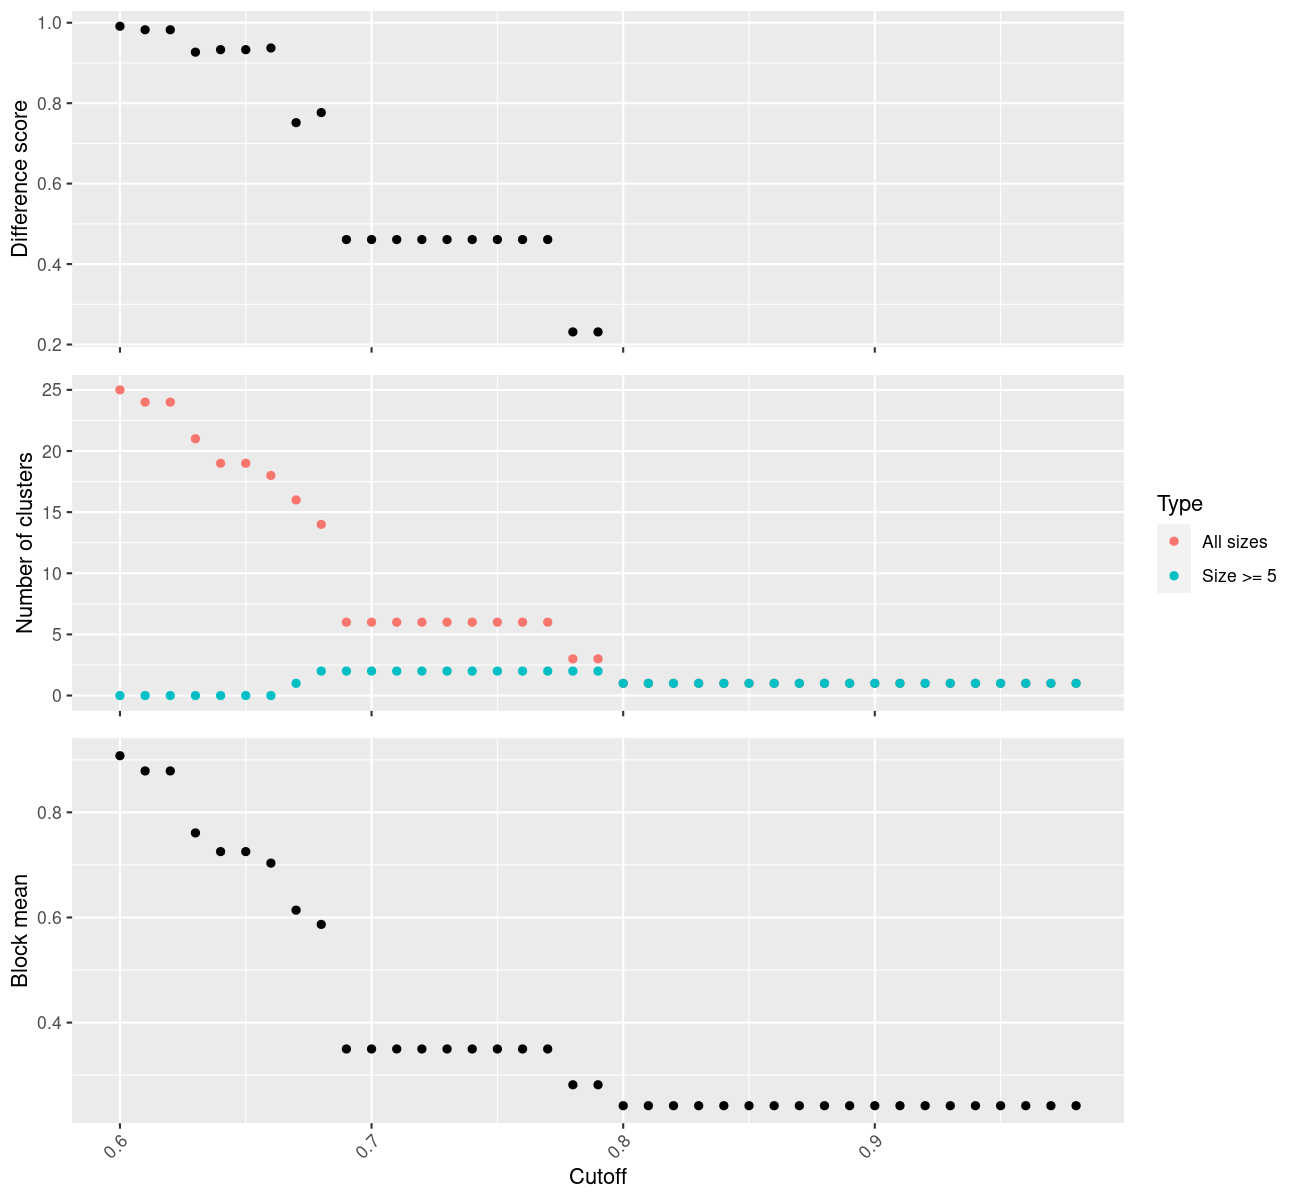 1.0
0.8
0.6
0.4
0.2
Difference score
25
20
15
10
5
0
Number of clusters
Type
All sizes
Size >= 5
0.8
0.6
0.4
Block mean
0.6
0.7
0.8
0.9
Cutoff